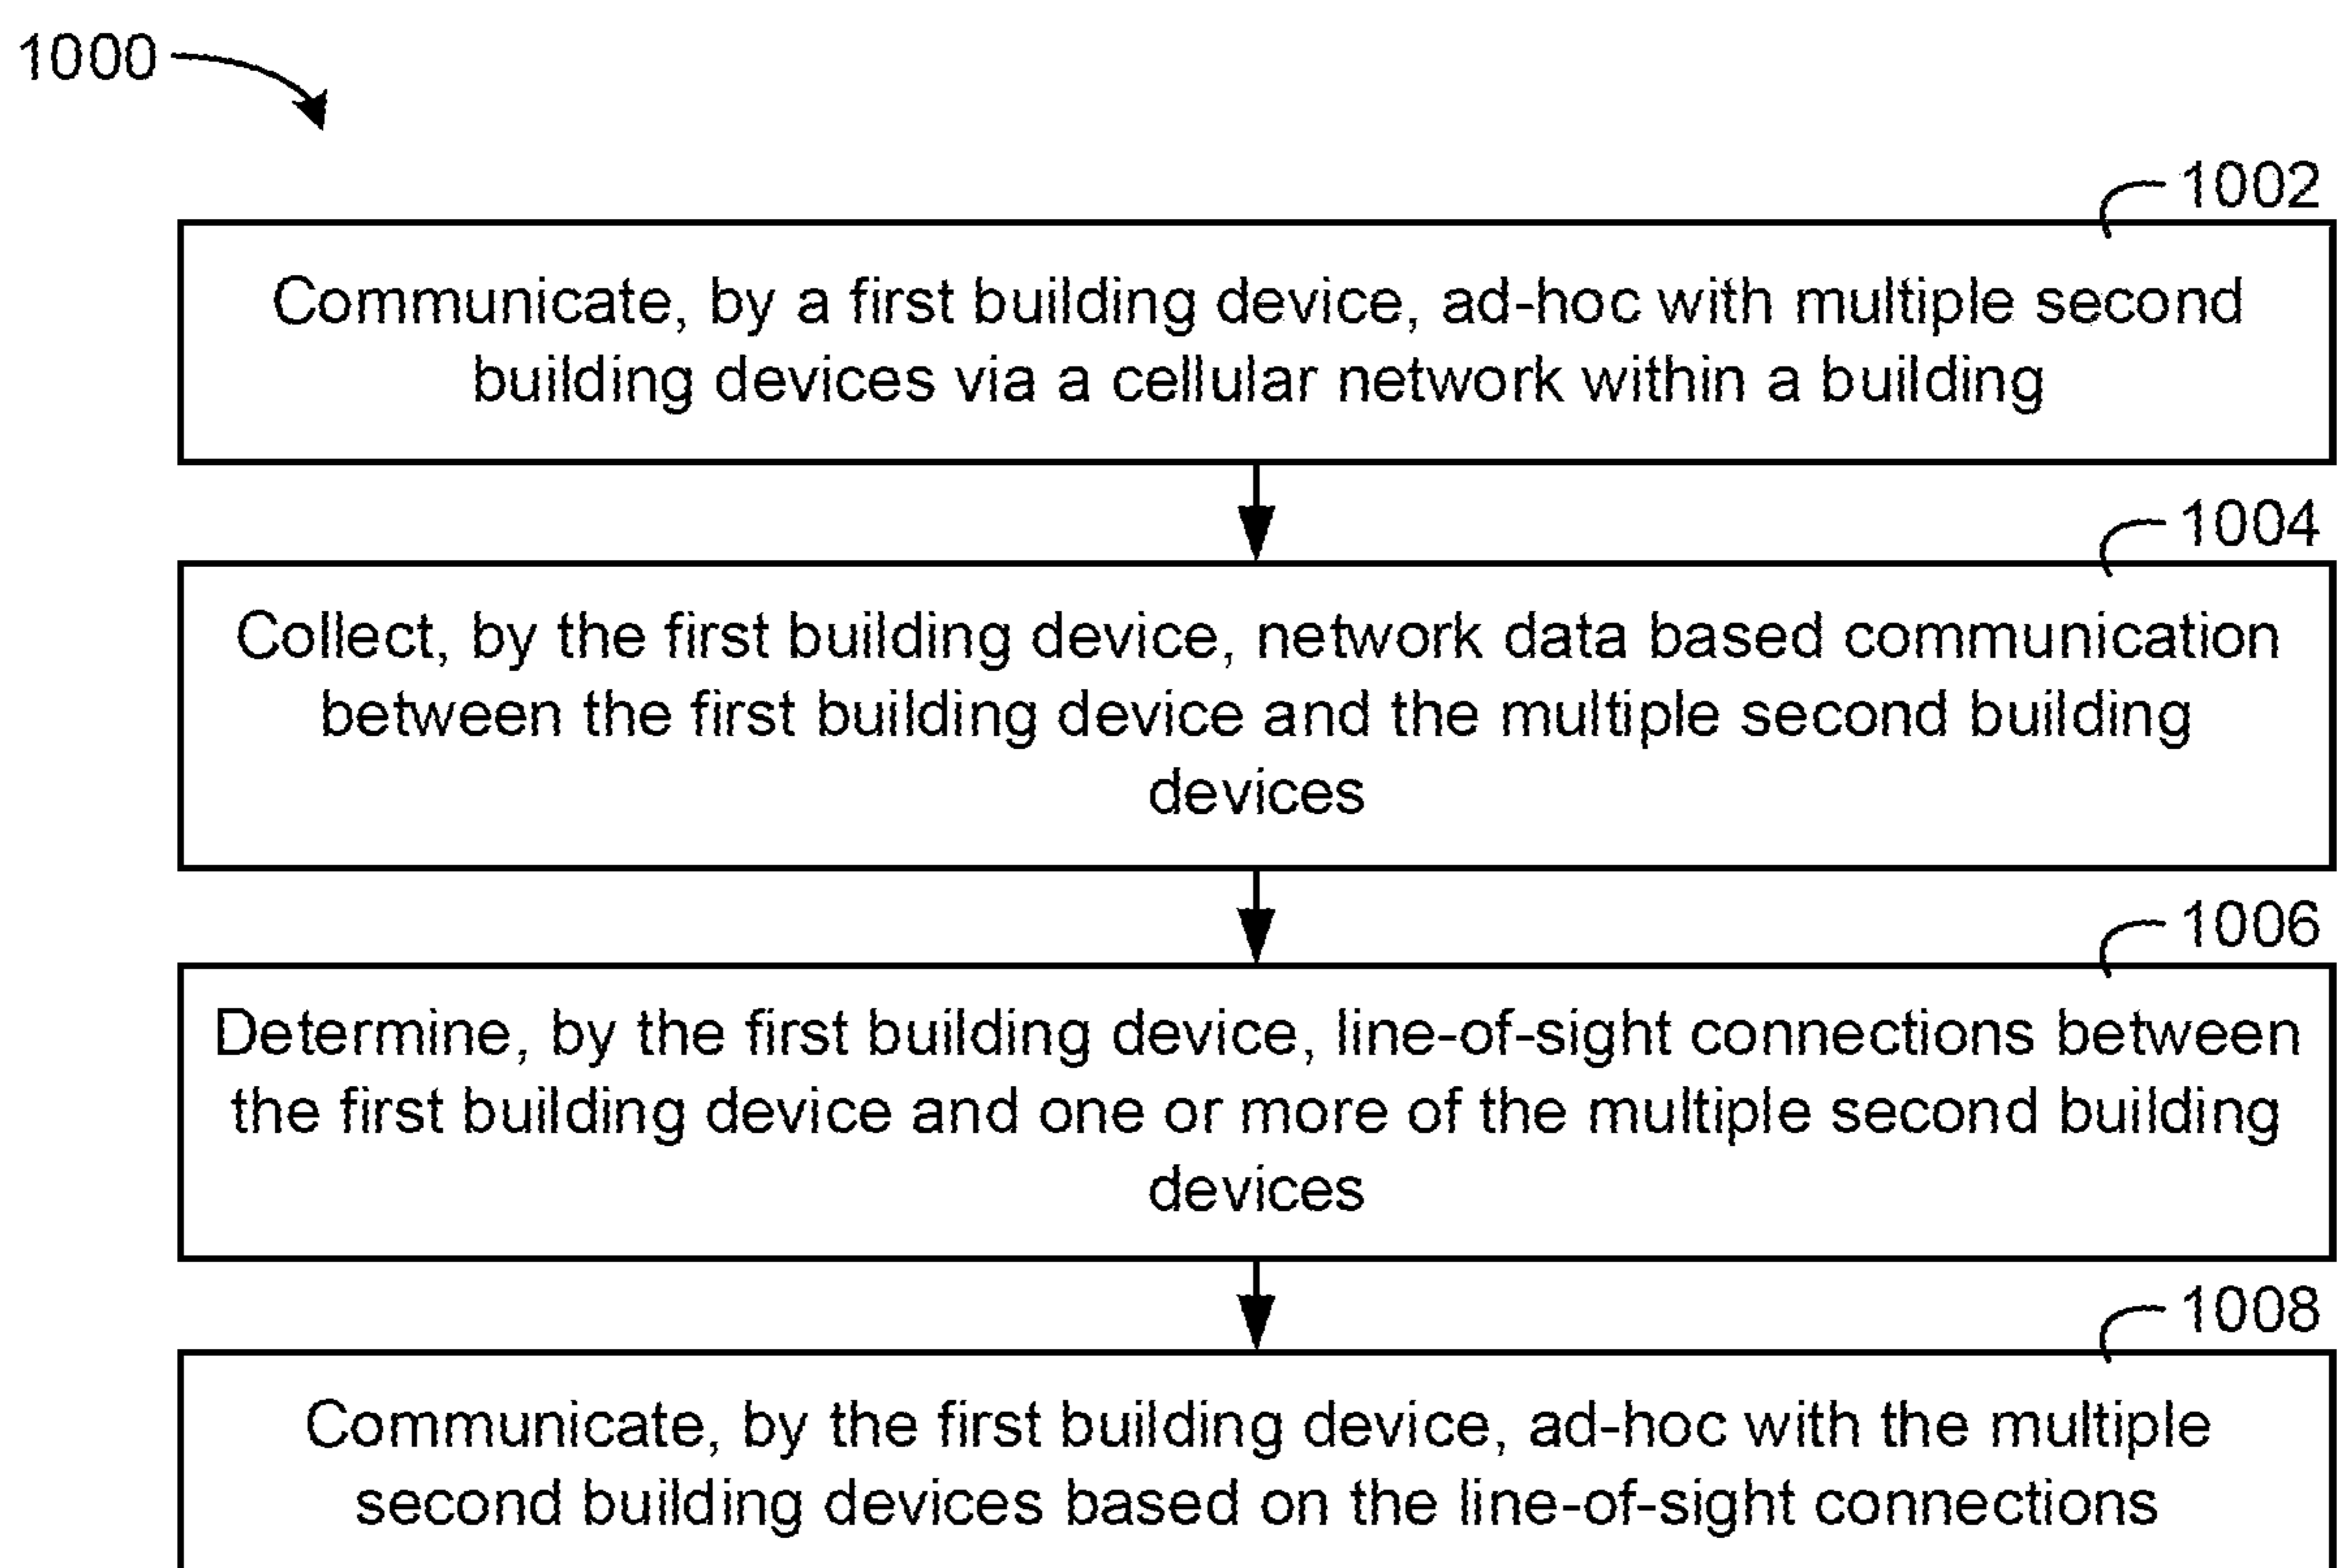 1000
1002
Communicate, by a first building device, ad-hoc with multiple second
building devices via a cellular network within a building
1004
Collect, by the first building device, network data based communication
between the first building device and the multiple second building
devices
1006
Determine, by the first building device, line-of-sight connections between
the first building device and one or more of the multiple second building
devices
1008
Communicate, by the first building device, ad-hoc with the multiple
second building devices based on the line-of-sight connections